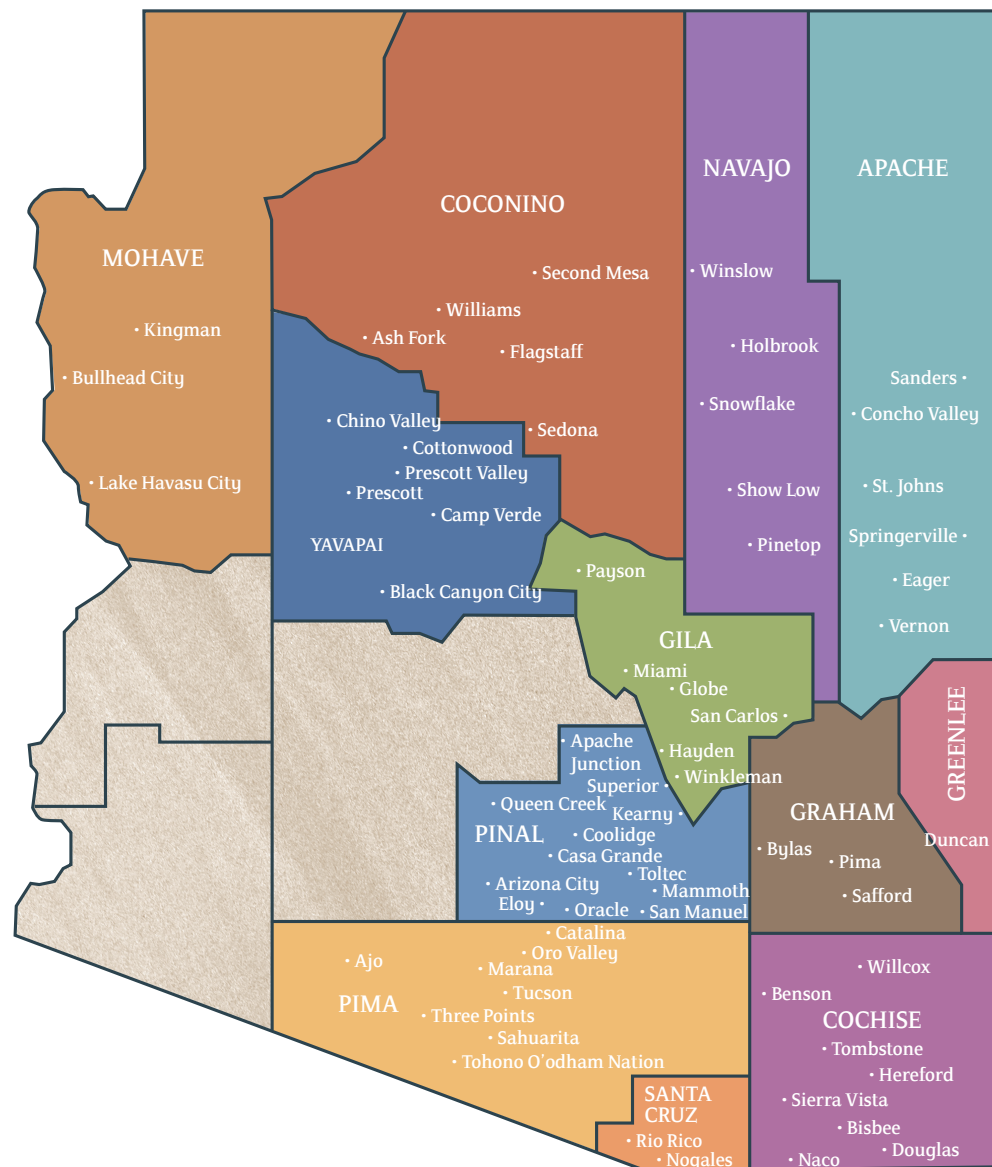 NAVAJO
APACHE
COCONINO
MOHAVE
Second Mesa
Winslow
Williams
Kingman
Ash Fork
Flagstaff
Holbrook
Bullhead City
Sanders
Snowflake
Concho Valley
Chino Valley
Sedona
Cottonwood
Prescott Valley
Lake Havasu City
Prescott
Show Low
St. Johns
Camp Verde
YAVAPAI
Pinetop
Springerville
Payson
Eager
Black Canyon City
Vernon
GILA
Miami
Globe
San Carlos
GREENLEE
Apache
Junction
Hayden
Winkleman
Superior
Queen Creek
Kearny
GRAHAM
PINAL
Coolidge
Duncan
Bylas
Casa Grande
Pima
Toltec
Arizona City
Mammoth
Safford
Eloy
Oracle
San Manuel
Catalina
Oro Valley
Ajo
Marana
Willcox
Tucson
Benson
PIMA
Three Points
COCHISE
Sahuarita
Tombstone
Tohono O'odham Nation
Hereford
SANTA
CRUZ
Sierra Vista
Bisbee
Rio Rico
Douglas
Nogales
Naco